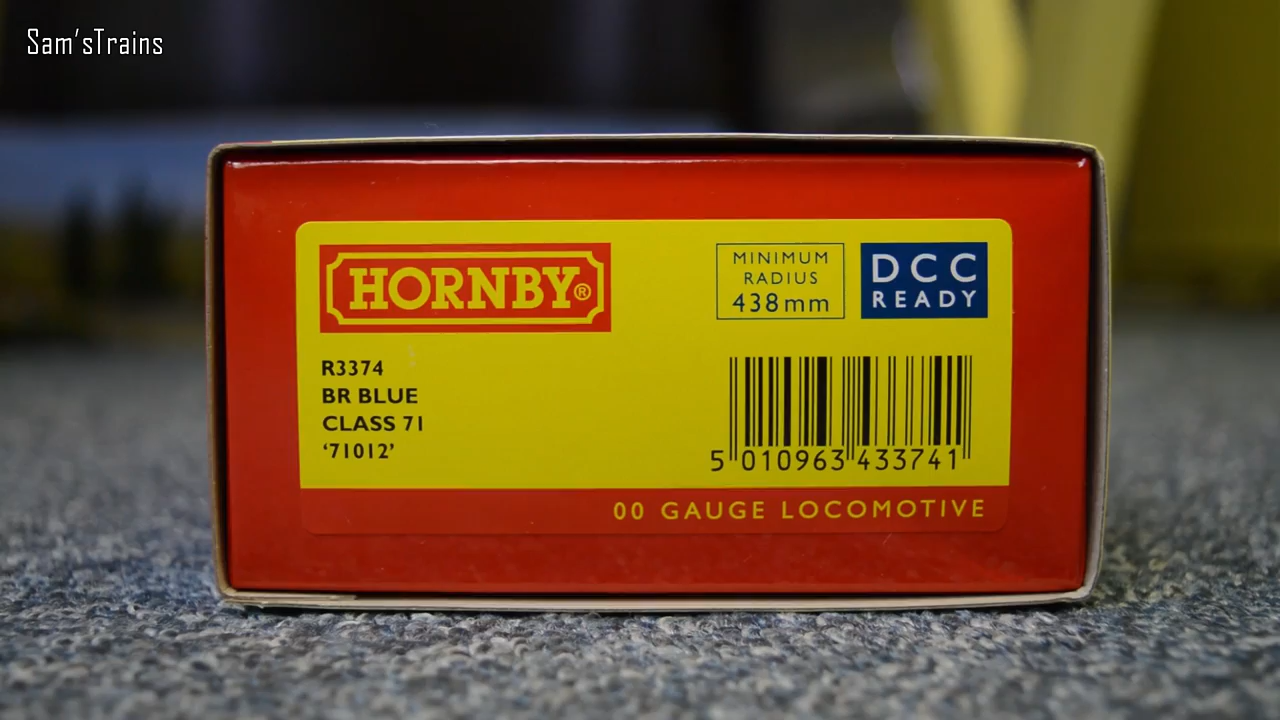 Sam'sTrains
HORNBY®
MINIMUM
RADIUS
438mm
DCC
READY
R3374
BR BLUE
CLASS 71
‘71012’
5 010963 433741
00 GAUGE LOCOMOTIVE